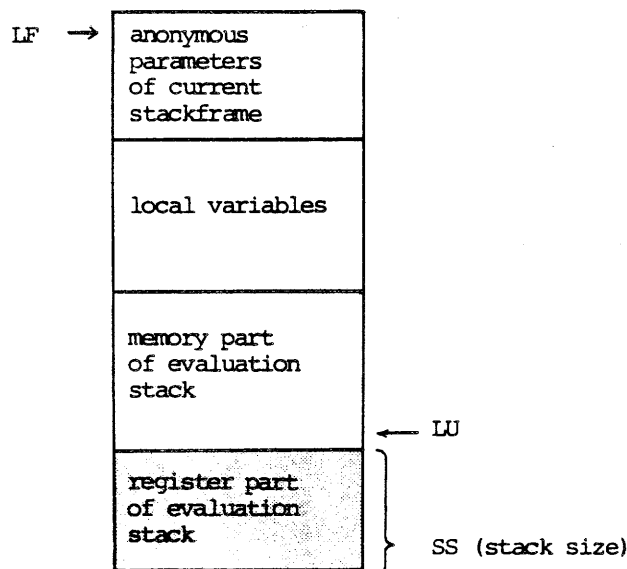 LF →
anonymous
parameters
of current
stackframe
local variables
memory part
of evaluation
stack
← LU
register part
of evaluation
stack
SS (stack size)